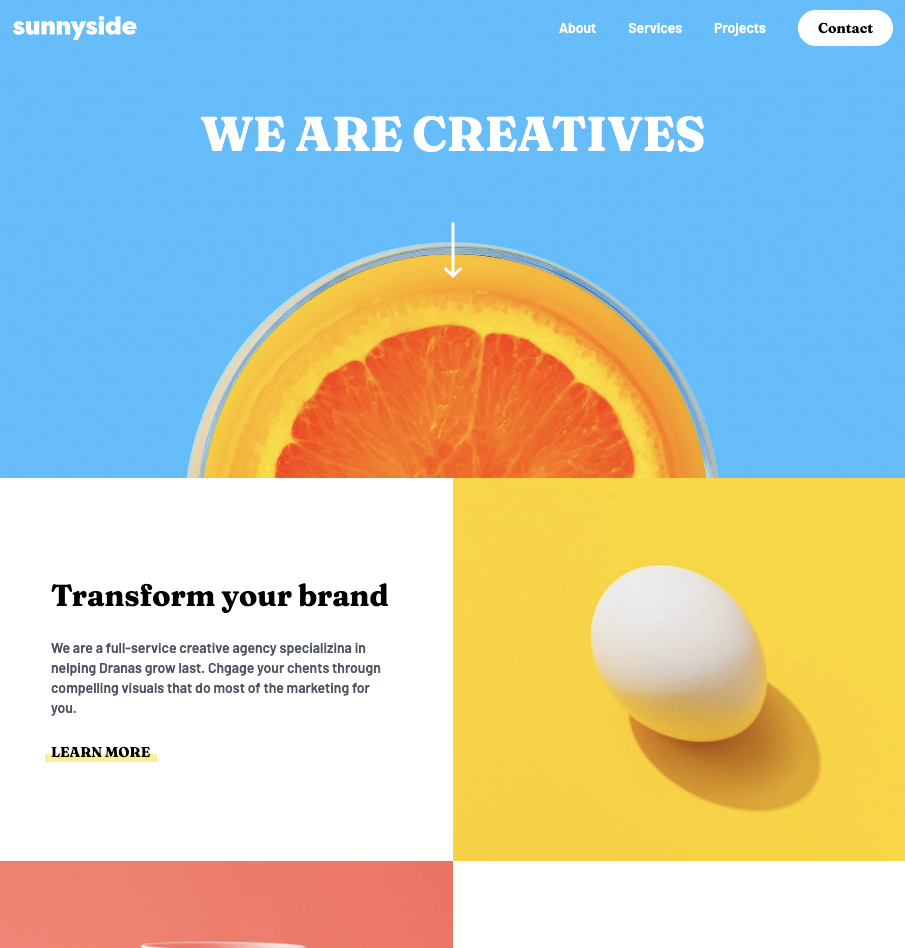 sunnyside
About Services Projects Contact
WE ARE CREATIVES
Transform your brand
We are a full-service creative agency specializina in
nelping Dranas grow last. Chgage your chents througn
compelling visuals that do most of the marketing for
you.
LEARN MORE